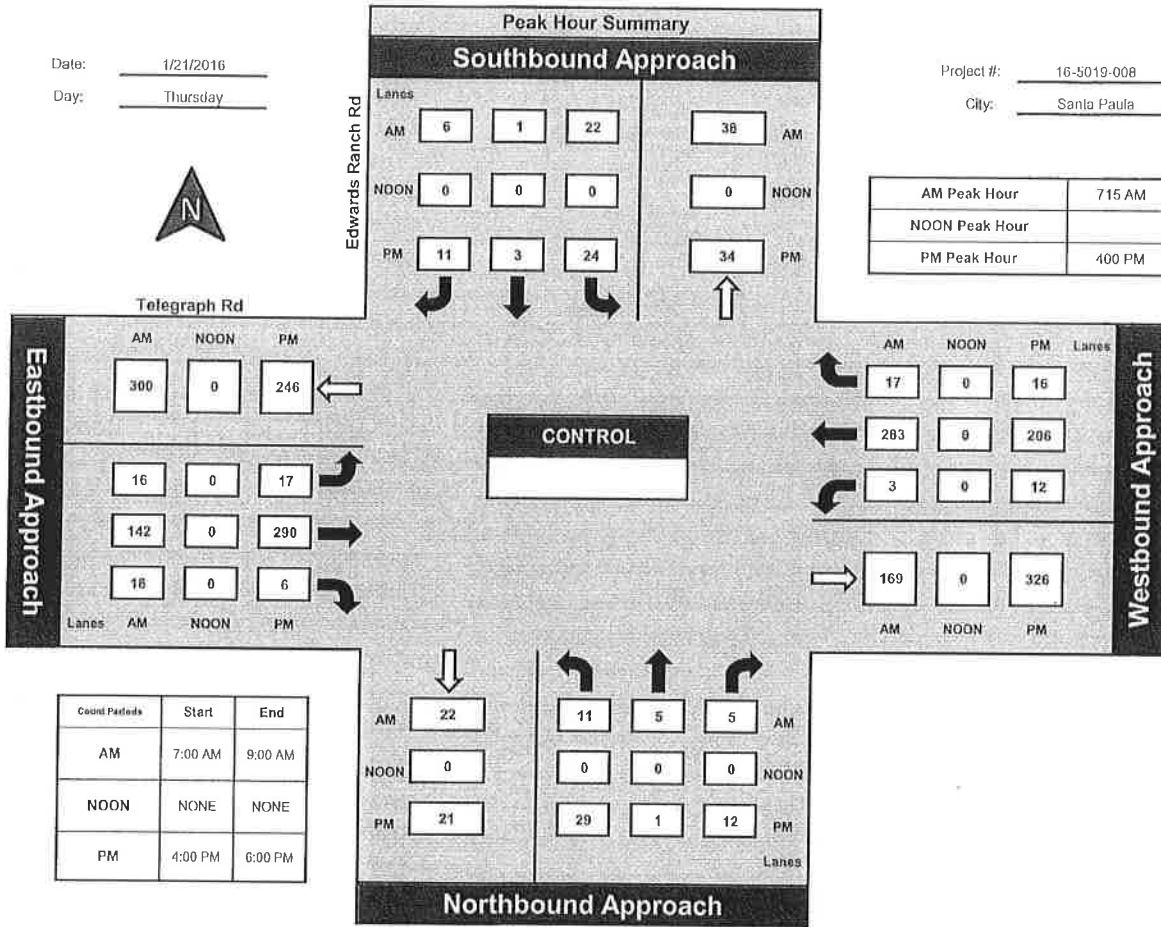 Peak Hour Summary
Southbound Approach
Date: 1/21/2016
Day: Thursday
Project #: 16-5019-008
City: Santa Paula
N
Edwards Ranch Rd
Lanes
AM 6 1 22 38 AM
NOON 0 0 0 0 NOON
PM 11 3 24 34 PM
AM Peak Hour 715 AM
NOON Peak Hour
PM Peak Hour 400 PM
Telegraph Rd
Eastbound Approach
AM NOON PM
300 0 246
16 0 17
142 0 290
18 0 6
Lanes AM NOON PM
CONTROL
AM NOON PM Lanes
17 0 16
283 0 206
3 0 12
169 0 326
AM NOON PM
Westbound Approach
Count Periods Start End
AM 7:00 AM 9:00 AM
NOON NONE NONE
PM 4:00 PM 6:00 PM
AM 22 11 5 5 AM
NOON 0 0 0 0 NOON
PM 21 29 1 12 PM
Lanes
Northbound Approach